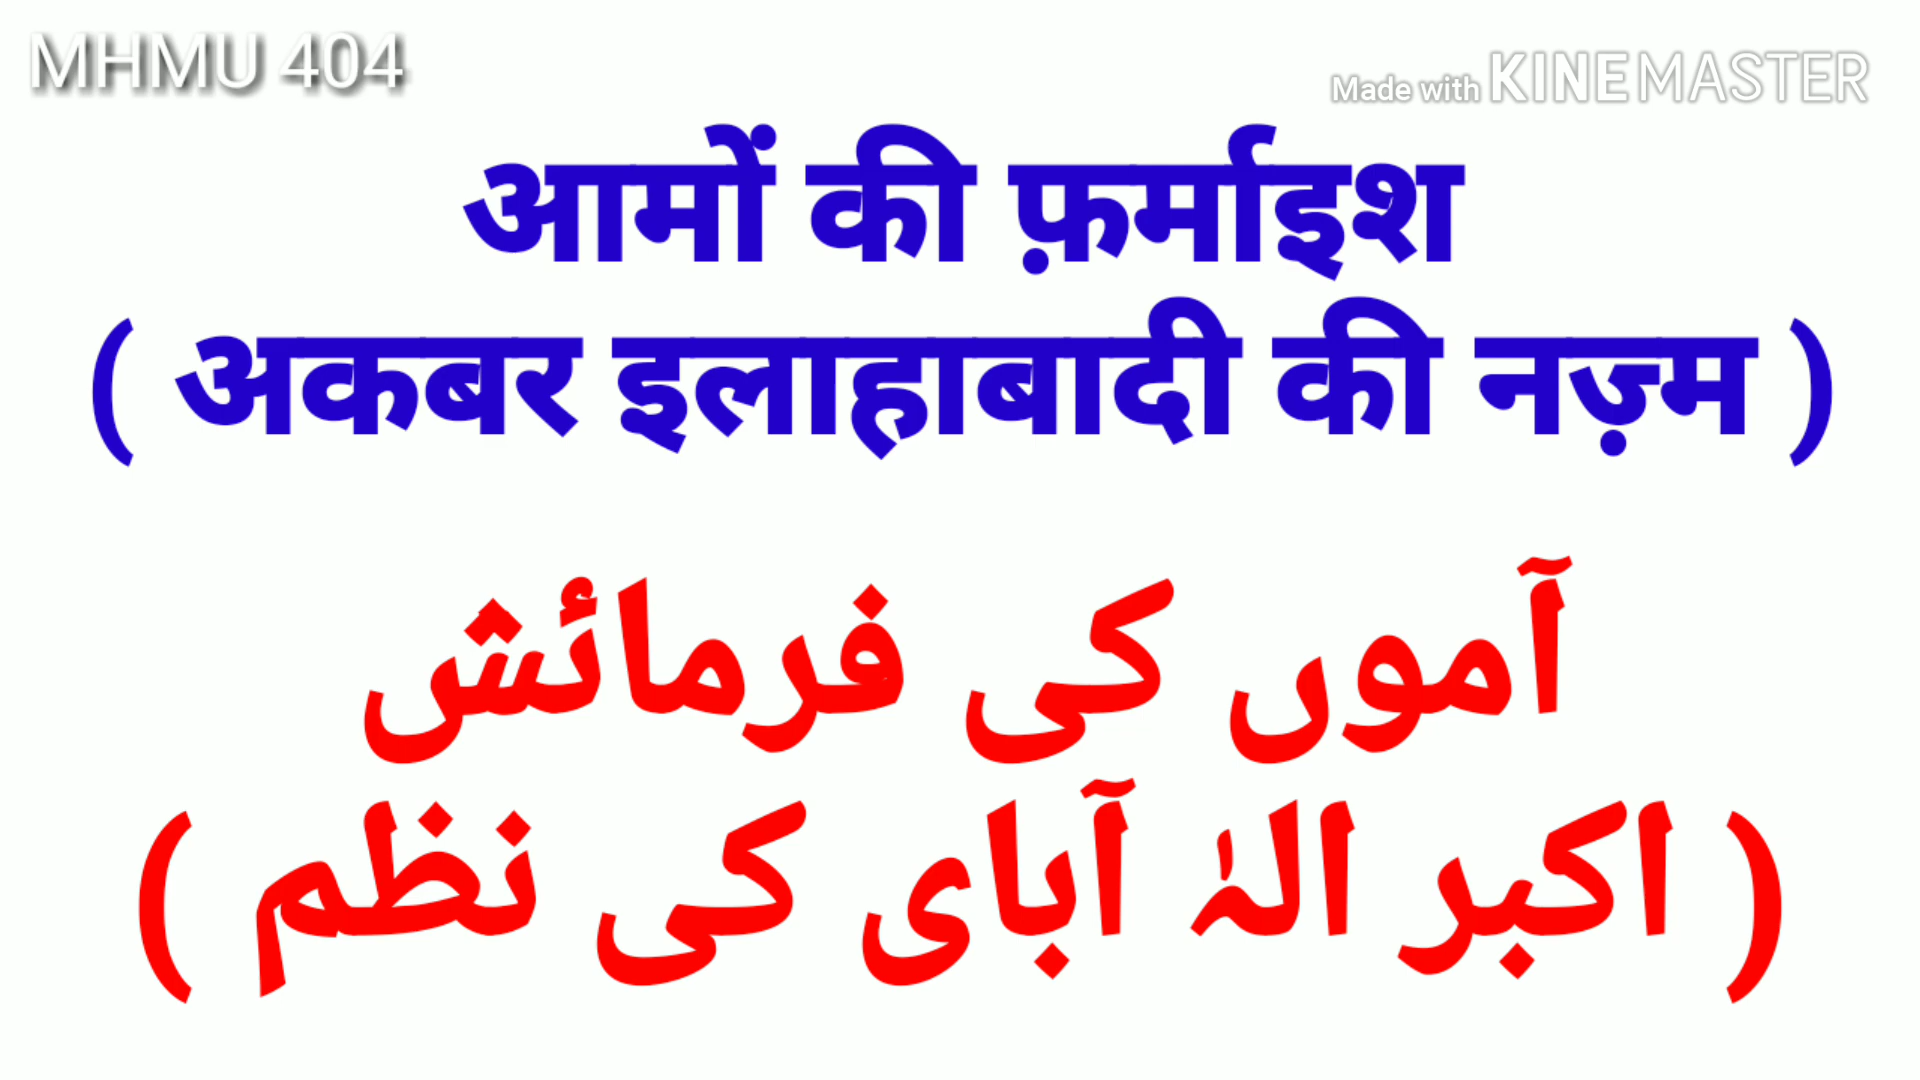 MHMU 404
Made with KINEMASTER
आमों की फ़र्माइश
( अकबर इलाहाबादी की नज़्म )
آموں کی فرمائش
( اکبر الہٰ آبای کی نظم )